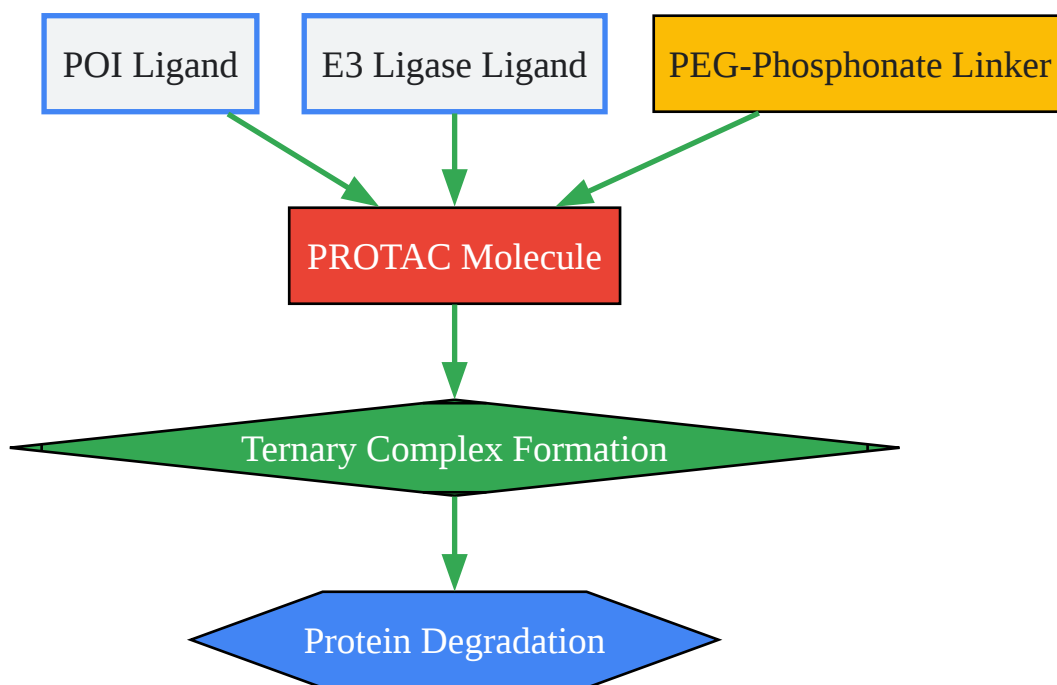 POI Ligand
E3 Ligase Ligand
PEG-Phosphonate Linker
PROTAC Molecule
Ternary Complex Formation
Protein Degradation